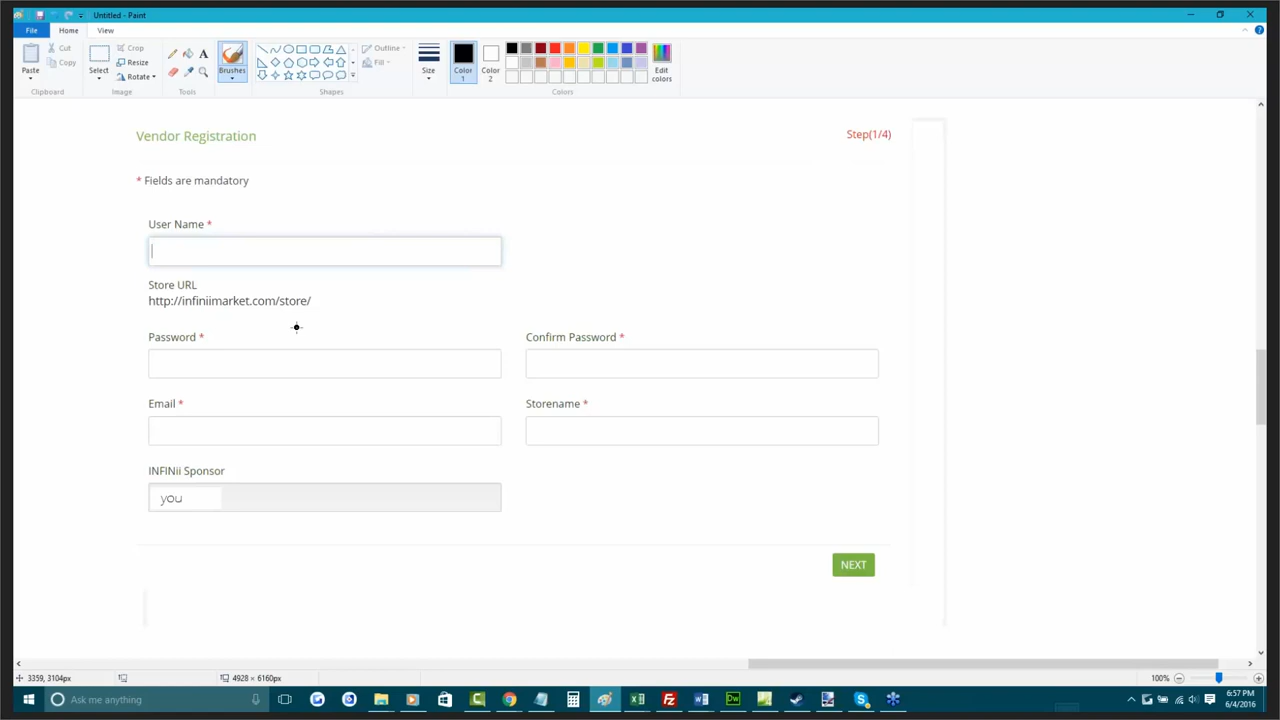 Untitled - Paint
File Home View
Paste
Cut
Copy
Clipboard
Select
Crop
Resize
Rotate
Image
Tools
Brushes
Shapes
Outline
Fill
Size
Color 1
Color 2
Edit colors
Colors
Vendor Registration
Step(1/4)
* Fields are mandatory
User Name *
Store URL
http://infiniimarket.com/store/
Password *
Confirm Password *
Email *
Storename *
INFINii Sponsor
you
NEXT
3359, 3104px
4928 × 6160px
100%
Ask me anything
6:57 PM
6/4/2016